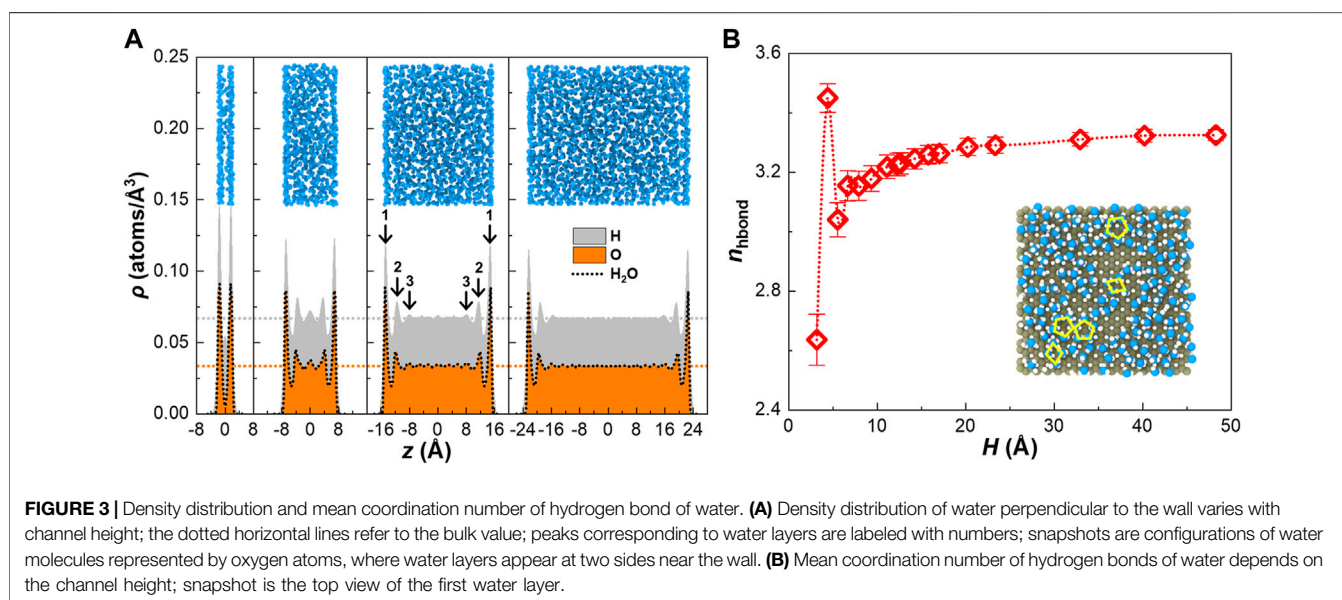 A
ρ (atoms/Å³)
0.25
0.20
0.15
0.10
0.05
0.00
1 1
2 3 3 2
H
O
H₂O
-8 0 8 -8 0 8 -16 -8 0 8 16 -24 -16 -8 0 8 16 24
z (Å)
B
n hbond
3.6
3.2
2.8
2.4
0 10 20 30 40 50
H (Å)
FIGURE 3 | Density distribution and mean coordination number of hydrogen bond of water. (A) Density distribution of water perpendicular to the wall varies with
channel height; the dotted horizontal lines refer to the bulk value; peaks corresponding to water layers are labeled with numbers; snapshots are configurations of water
molecules represented by oxygen atoms, where water layers appear at two sides near the wall. (B) Mean coordination number of hydrogen bonds of water depends on
the channel height; snapshot is the top view of the first water layer.